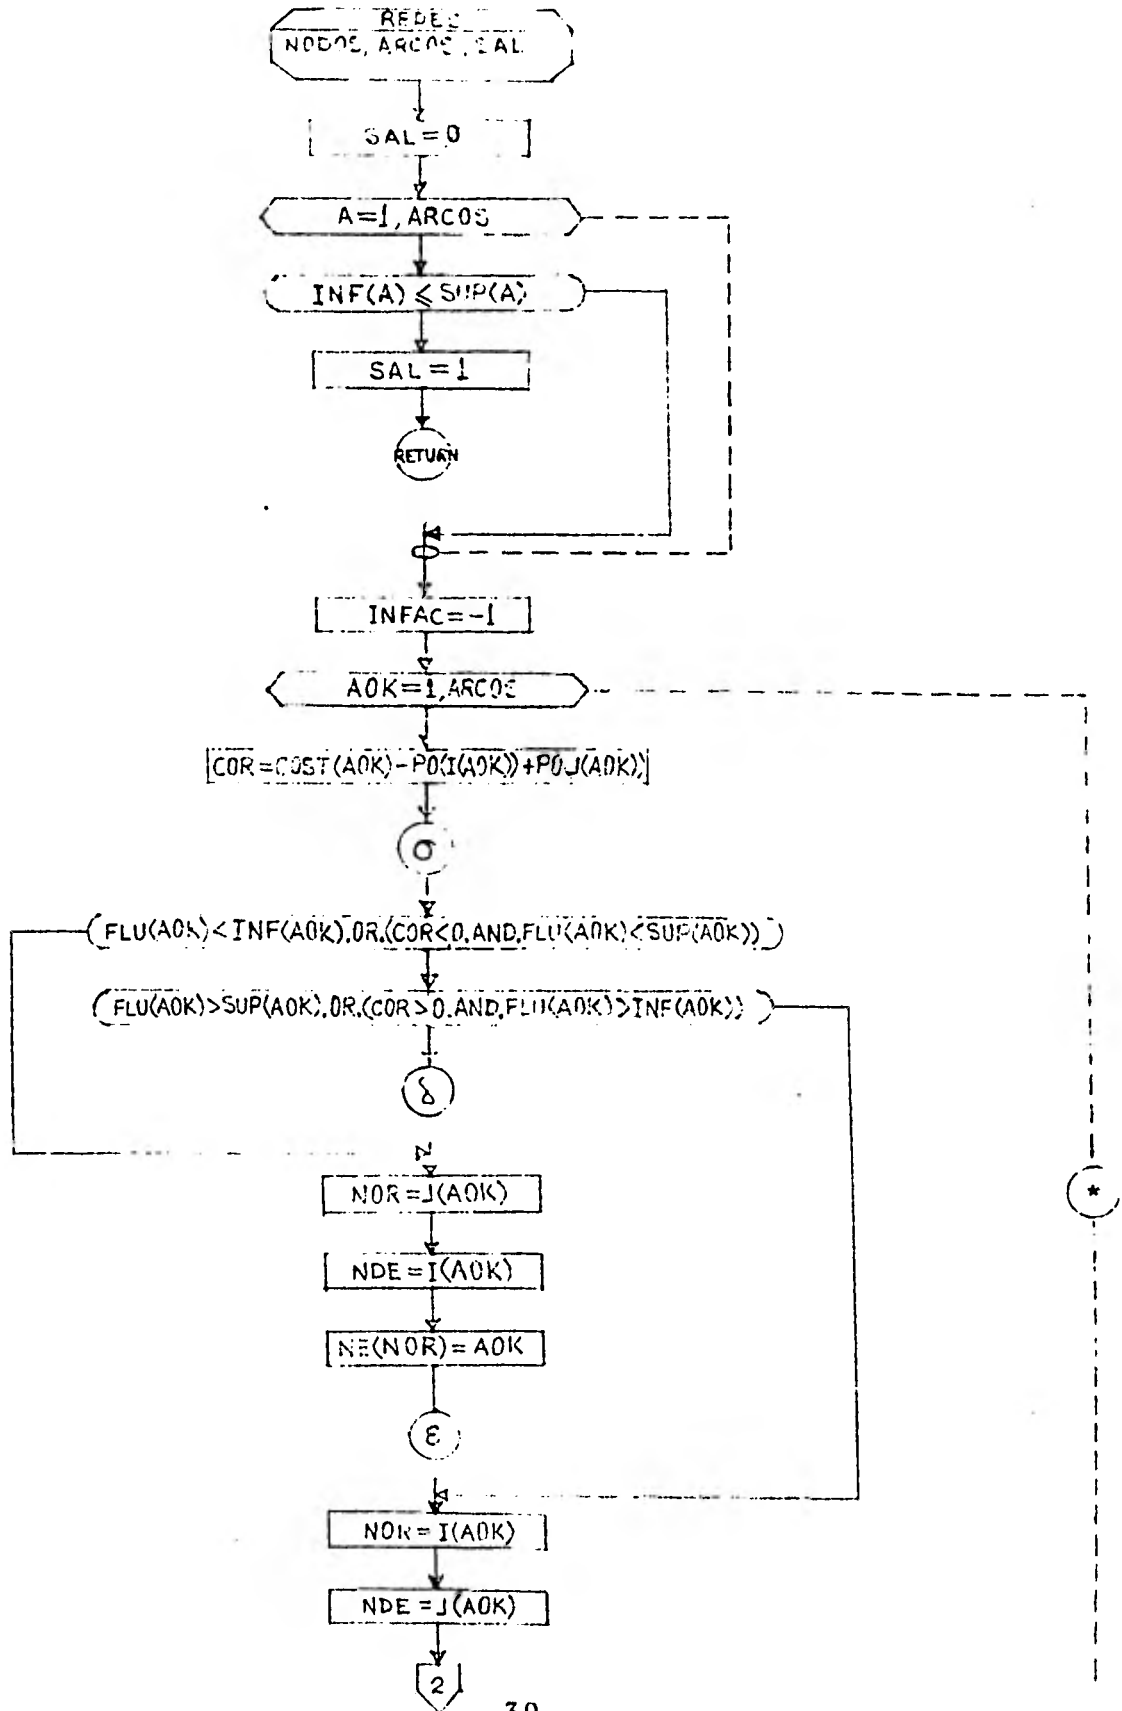 REDES
NODOS, ARCOS, SAL
SAL=0
A=1,ARCOS
INF(A)≤SUP(A)
SAL=1
RETURN
INFAC=-1
AOK=1,ARCOS
COR=COST(AOK)-PO(I(AOK))+PO(J(AOK))
σ
FLU(AOK)<INF(AOK).OR.(COR<0.AND.FLU(AOK)<SUP(AOK))
FLU(AOK)>SUP(AOK).OR.(COR>0.AND.FLU(AOK)>INF(AOK))
δ
NOR=J(AOK)
*
NDE=I(AOK)
NE(NOR)=AOK
ε
NOR=I(AOK)
NDE=J(AOK)
2